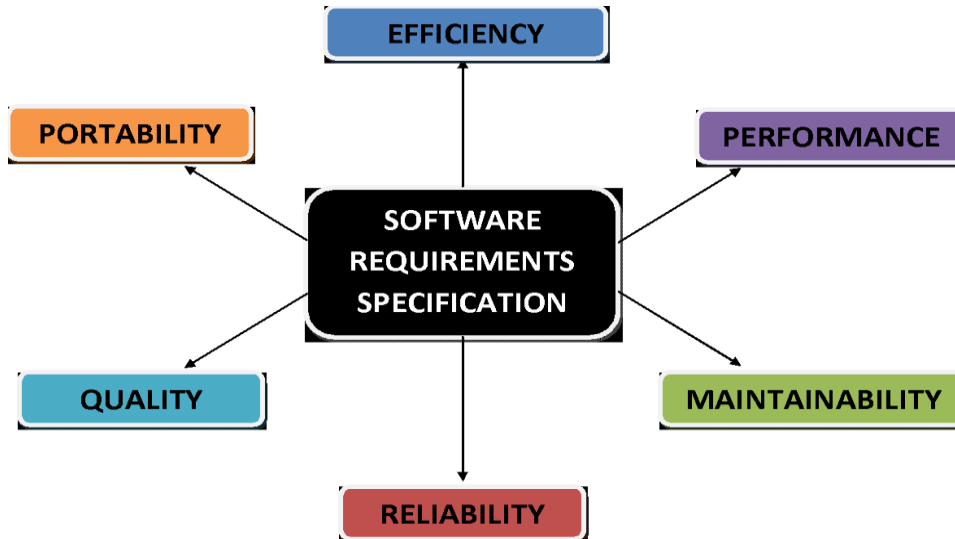 EFFICIENCY
PORTABILITY
PERFORMANCE
SOFTWARE
REQUIREMENTS
SPECIFICATION
QUALITY
MAINTAINABILITY
RELIABILITY